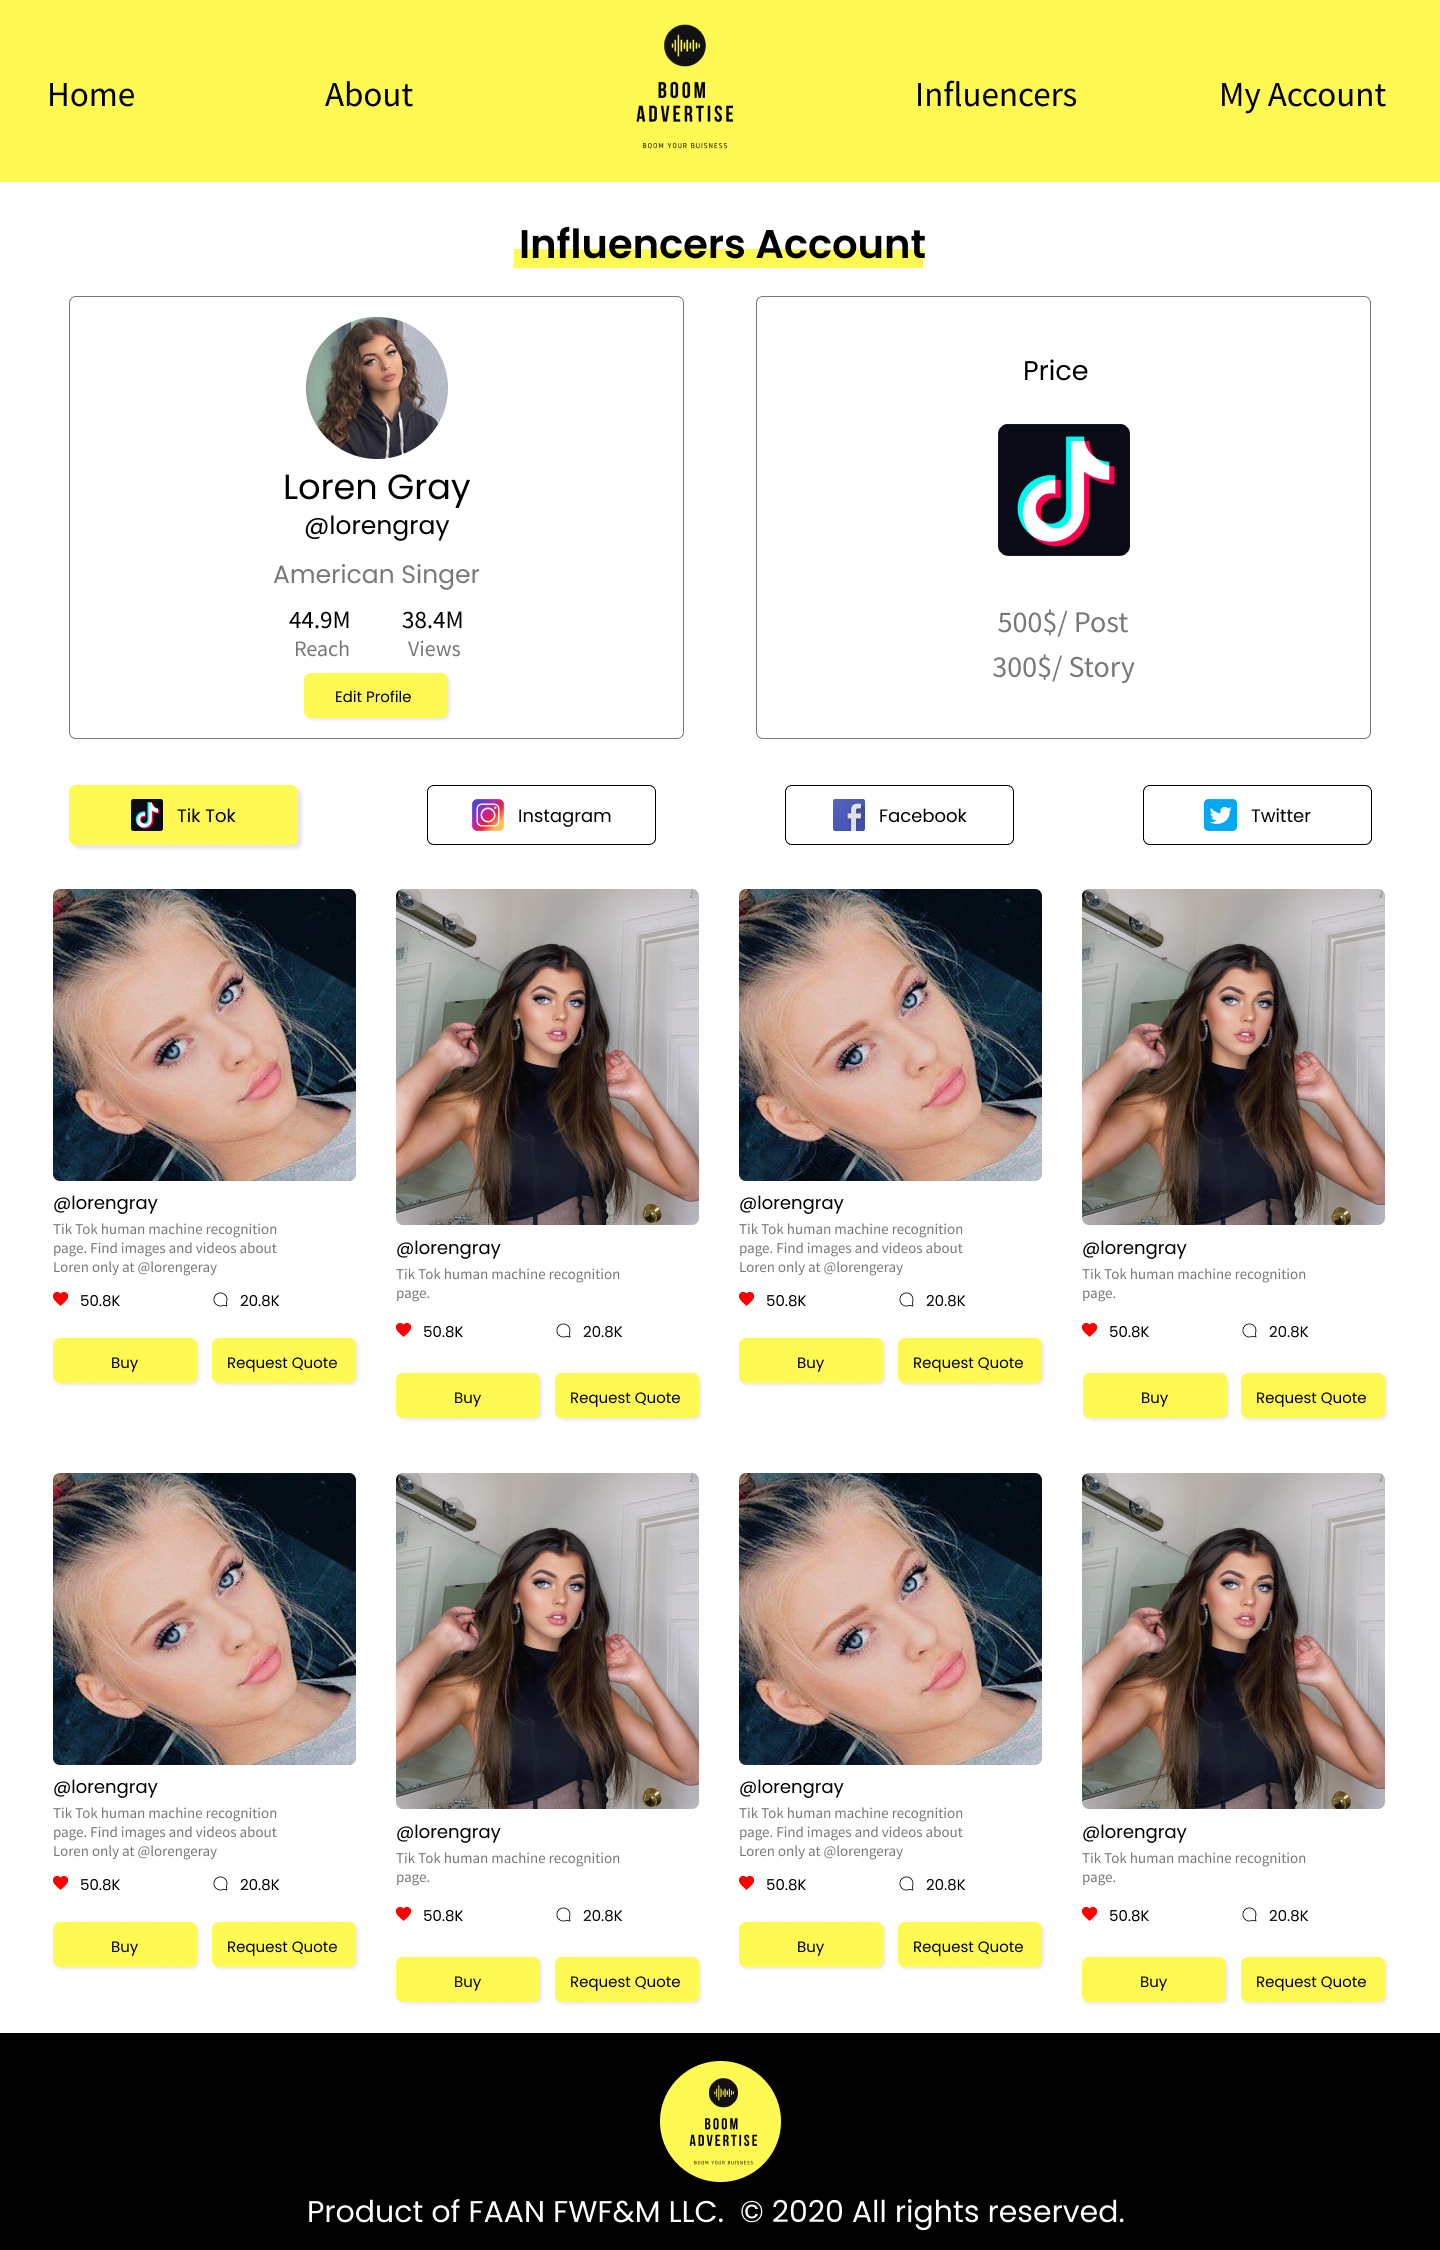 Home
About
BOOM
ADVERTISE
BOOM YOUR BUISNESS
Influencers
My Account
Influencers Account
Loren Gray
@lorengray
American Singer
44.9M
38.4M
Reach
Views
Edit Profile
Price
500$/ Post
300$/ Story
Tik Tok
Instagram
Facebook
Twitter
@lorengray
Tik Tok human machine recognition
page. Find images and videos about
Loren only at @lorengeray
50.8K
20.8K
Buy
Request Quote
@lorengray
Tik Tok human machine recognition
page.
50.8K
20.8K
Buy
Request Quote
@lorengray
Tik Tok human machine recognition
page. Find images and videos about
Loren only at @lorengeray
50.8K
20.8K
Buy
Request Quote
@lorengray
Tik Tok human machine recognition
page.
50.8K
20.8K
Buy
Request Quote
@lorengray
Tik Tok human machine recognition
page. Find images and videos about
Loren only at @lorengeray
50.8K
20.8K
Buy
Request Quote
@lorengray
Tik Tok human machine recognition
page.
50.8K
20.8K
Buy
Request Quote
@lorengray
Tik Tok human machine recognition
page. Find images and videos about
Loren only at @lorengeray
50.8K
20.8K
Buy
Request Quote
@lorengray
Tik Tok human machine recognition
page.
50.8K
20.8K
Buy
Request Quote
BOOM
ADVERTISE
BOOM YOUR BUISNESS
Product of FAAN FWF&M LLC. © 2020 All rights reserved.